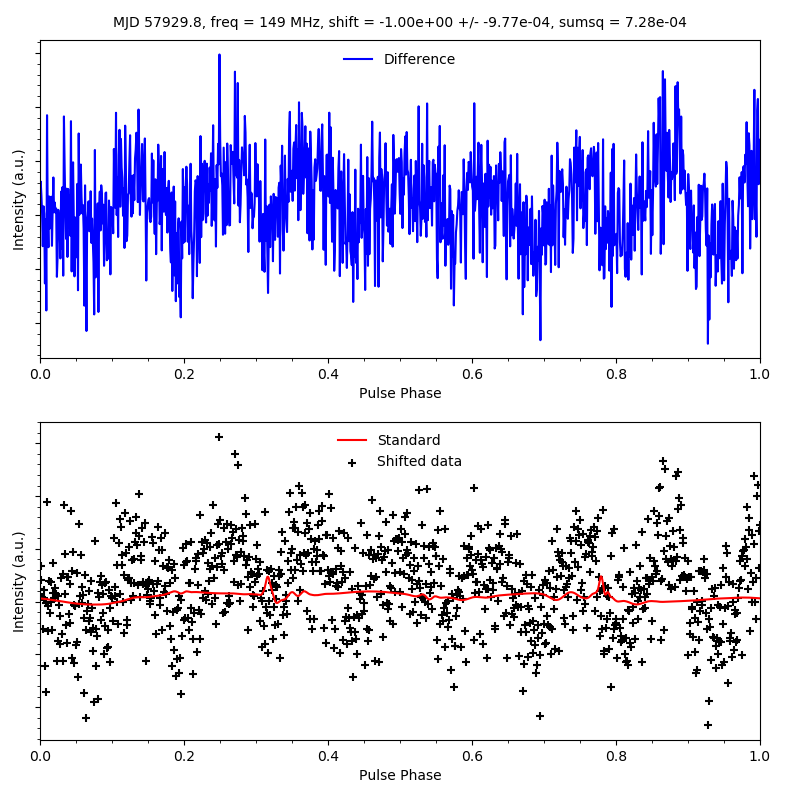 MJD 57929.8, freq = 149 MHz, shift = -1.00e+00 +/- -9.77e-04, sumsq = 7.28e-04
Difference
Intensity (a.u.)
0.0 0.2 0.4 0.6 0.8 1.0
Pulse Phase
Standard
Shifted data
Intensity (a.u.)
0.0 0.2 0.4 0.6 0.8 1.0
Pulse Phase